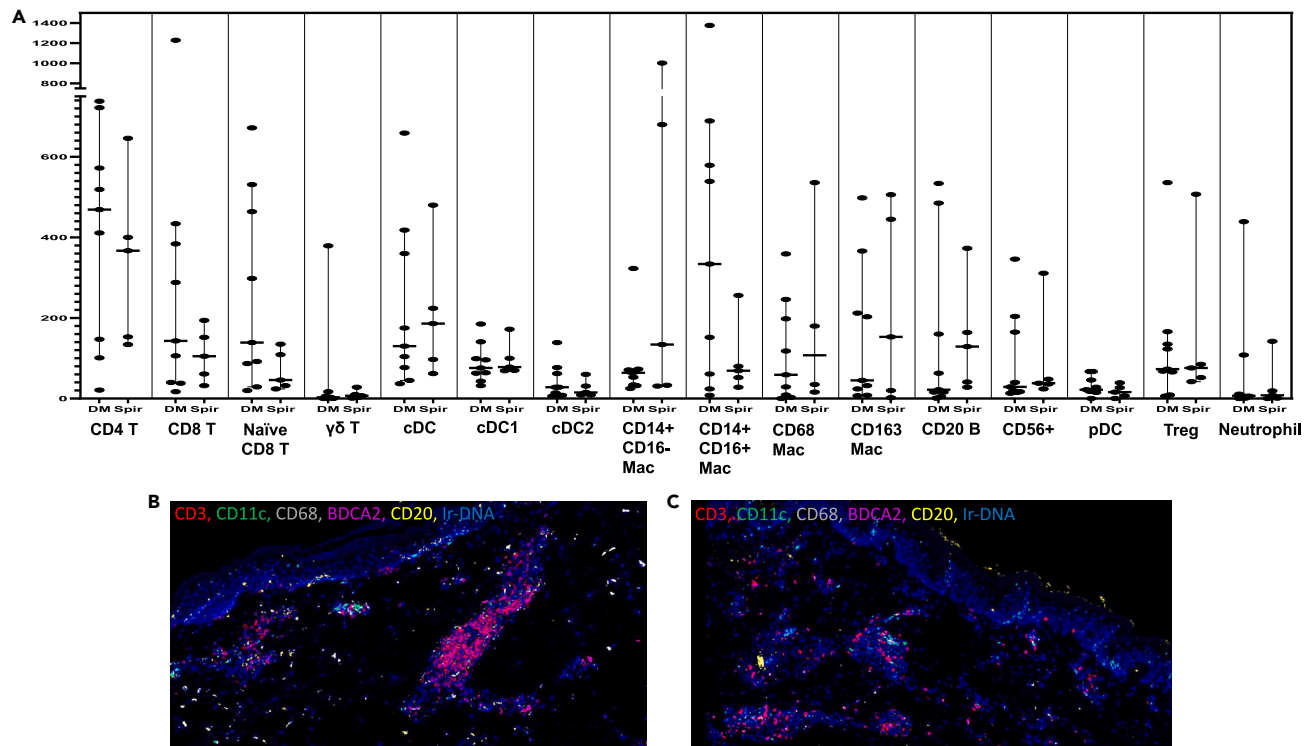 A
1400
1200
1000
800
600
400
200
0
DM Spir DM Spir DM Spir DM Spir DM Spir DM Spir DM Spir DM Spir DM Spir DM Spir DM Spir DM Spir DM Spir DM Spir DM Spir DM Spir
CD4 T
CD8 T
Naïve
CD8 T
γδ T
cDC
cDC1
cDC2
CD14+
CD16-
Mac
CD14+
CD16+
Mac
CD68
Mac
CD163
Mac
CD20 B
CD56+
pDC
Treg
Neutrophil
B
CD3, CD11c, CD68, BDCA2, CD20, Ir-DNA
C
CD3, CD11c, CD68, BDCA2, CD20, Ir-DNA